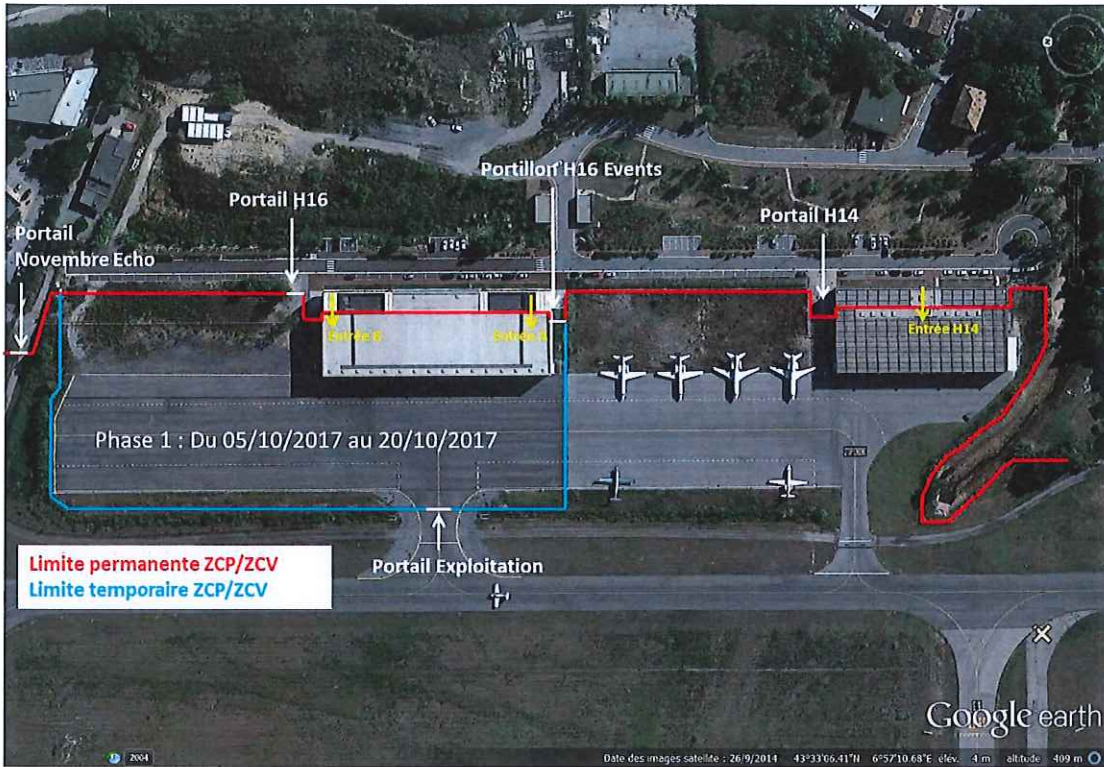 Portillon H16 Events
Portail H16
Portail H14
Portail
Novembre Echo
Entrée B
Entrée A
Entrée H14
Phase 1 : Du 05/10/2017 au 20/10/2017
Limite permanente ZCP/ZCV
Limite temporaire ZCP/ZCV
Portail Exploitation
Google earth
2004
Date des images satellite : 26/9/2014 43°33'06.41"N 6°57'10.68"E élév. 4 m altitude 409 m